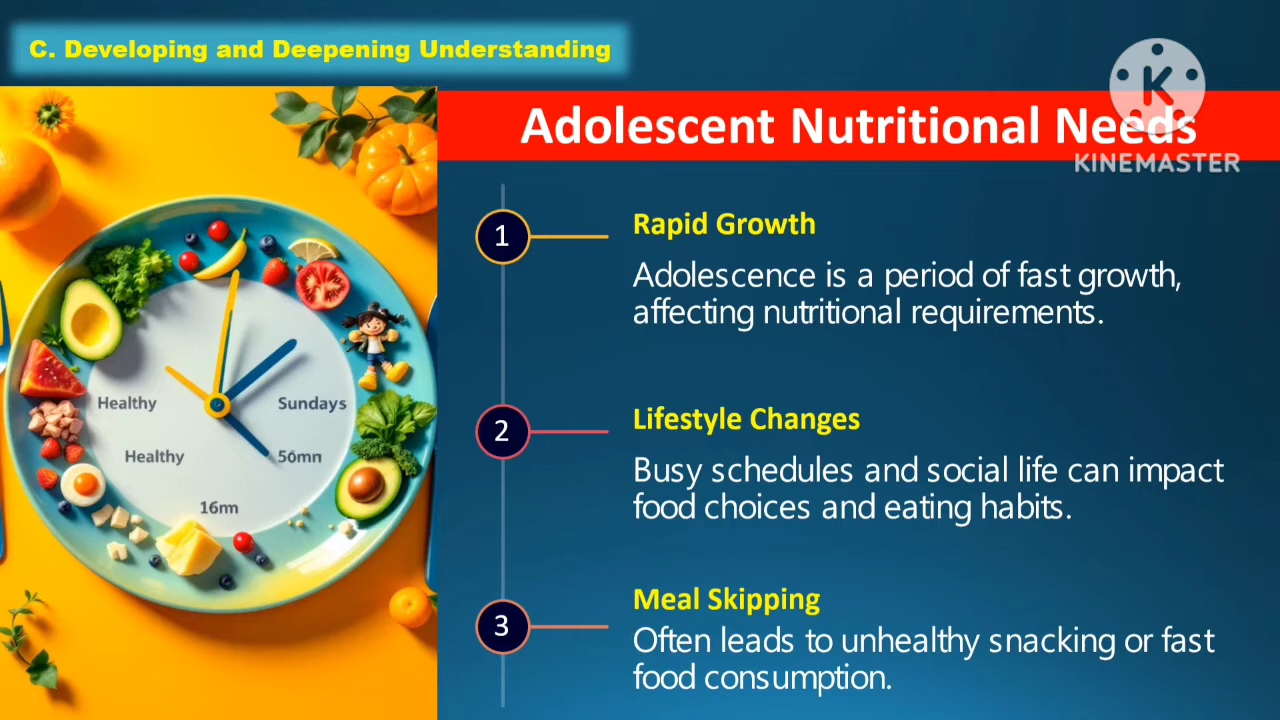 C. Developing and Deepening Understanding
Adolescent Nutritional Needs
K
KINEMASTER
1
Rapid Growth
Adolescence is a period of fast growth,
affecting nutritional requirements.
2
Lifestyle Changes
Busy schedules and social life can impact
food choices and eating habits.
3
Meal Skipping
Often leads to unhealthy snacking or fast
food consumption.
Healthy
Sundays
Healthy
56mn
16m